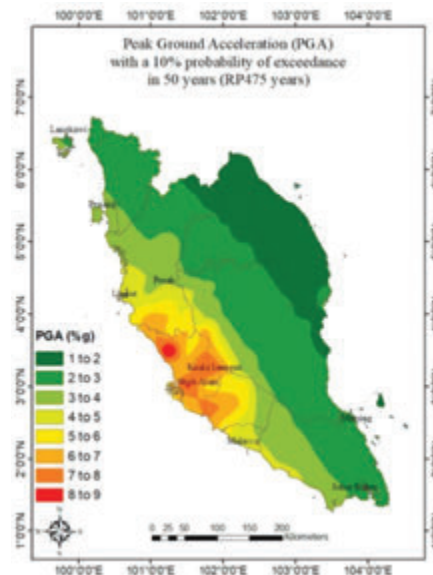 100°0'0"E 101°0'0"E 102°0'0"E 103°0'0"E 104°0'0"E
Peak Ground Acceleration (PGA)
with a 10% probability of exceedance
in 50 years (RP475 years)
7°0'0"N
6°0'0"N
5°0'0"N
4°0'0"N
3°0'0"N
2°0'0"N
1°0'0"N
Langkawi
Perak
Kuala Lumpur
Melaka
Johor Bahru
PGA (%g)
1 to 2
2 to 3
3 to 4
4 to 5
5 to 6
6 to 7
7 to 8
8 to 9
0 25 50 100 150 200
Kilometers
100°0'0"E 101°0'0"E 102°0'0"E 103°0'0"E 104°0'0"E